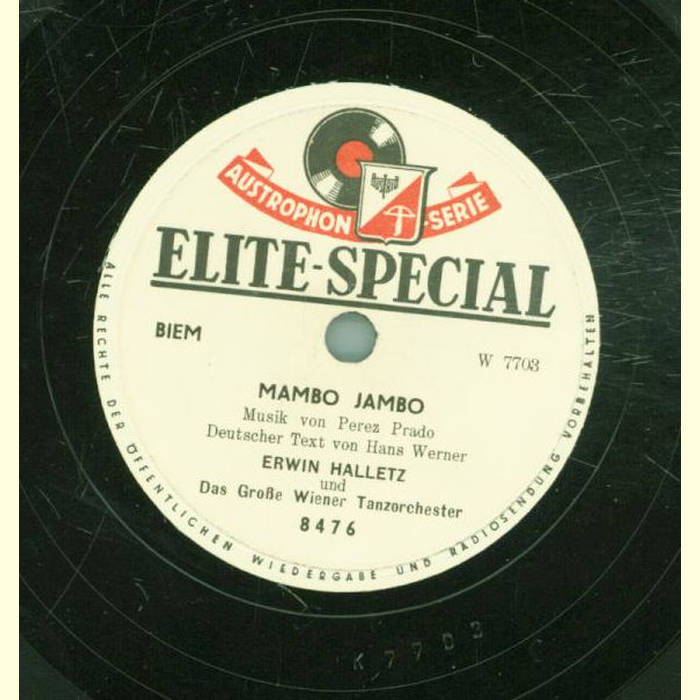 AUSTROPHON -SERIE
ELITE-SPECIAL
BIEM
W 7703
MAMBO JAMBO
Musik von Perez Prado
Deutscher Text von Hans Werner
ERWIN HALLETZ
und
Das Große Wiener Tanzorchester
8476
ALLE RECHTE DER ÖFFENTLICHEN WIEDERGABE UND RADIOSENDUNG VORBEHALTEN